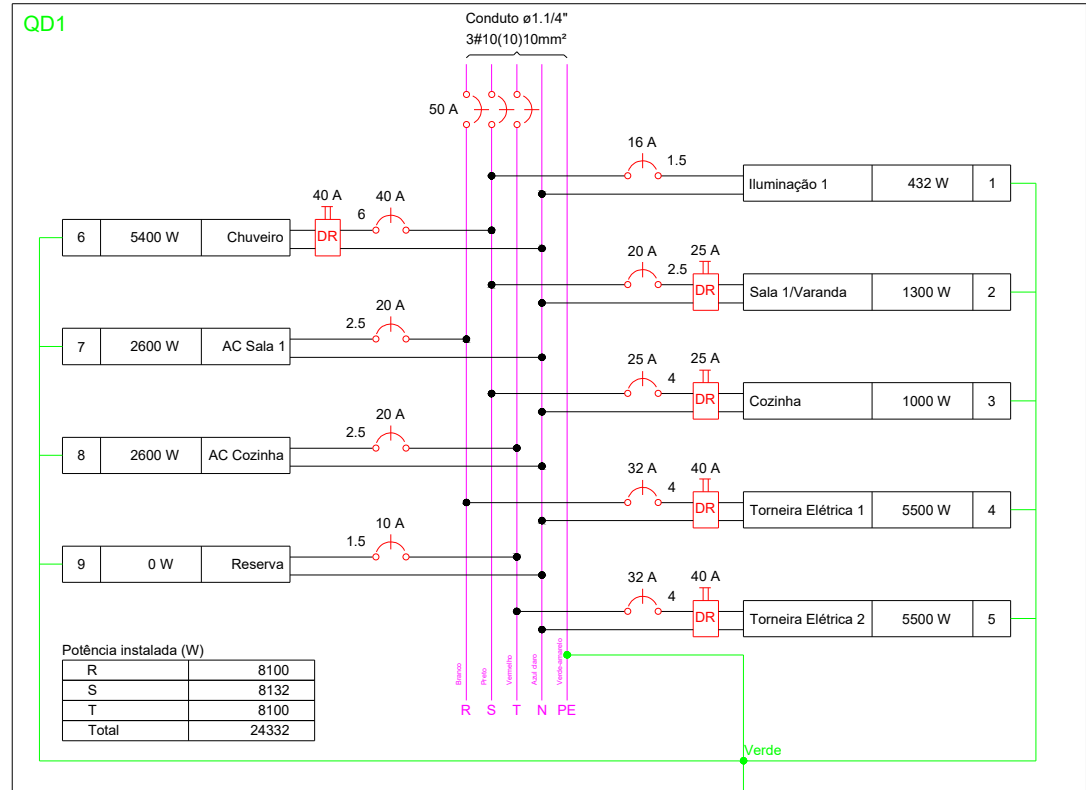 QD1
Conduto ø1.1/4"
3#10(10)10mm²
50 A
16 A
1.5
Iluminação 1 432 W 1
40 A
40 A
6
6 5400 W Chuveiro DR
20 A
25 A
2.5
DR Sala 1/Varanda 1300 W 2
20 A
2.5
7 2600 W AC Sala 1
25 A
25 A
4
DR Cozinha 1000 W 3
20 A
2.5
8 2600 W AC Cozinha
32 A
40 A
4
DR Torneira Elétrica 1 5500 W 4
10 A
1.5
9 0 W Reserva
32 A
40 A
4
DR Torneira Elétrica 2 5500 W 5
Potência instalada (W)
R 8100
S 8132
T 8100
Total 24332
Branco
Preto
Vermelho
Azul claro
Verde-amarelo
R S T N PE
Verde